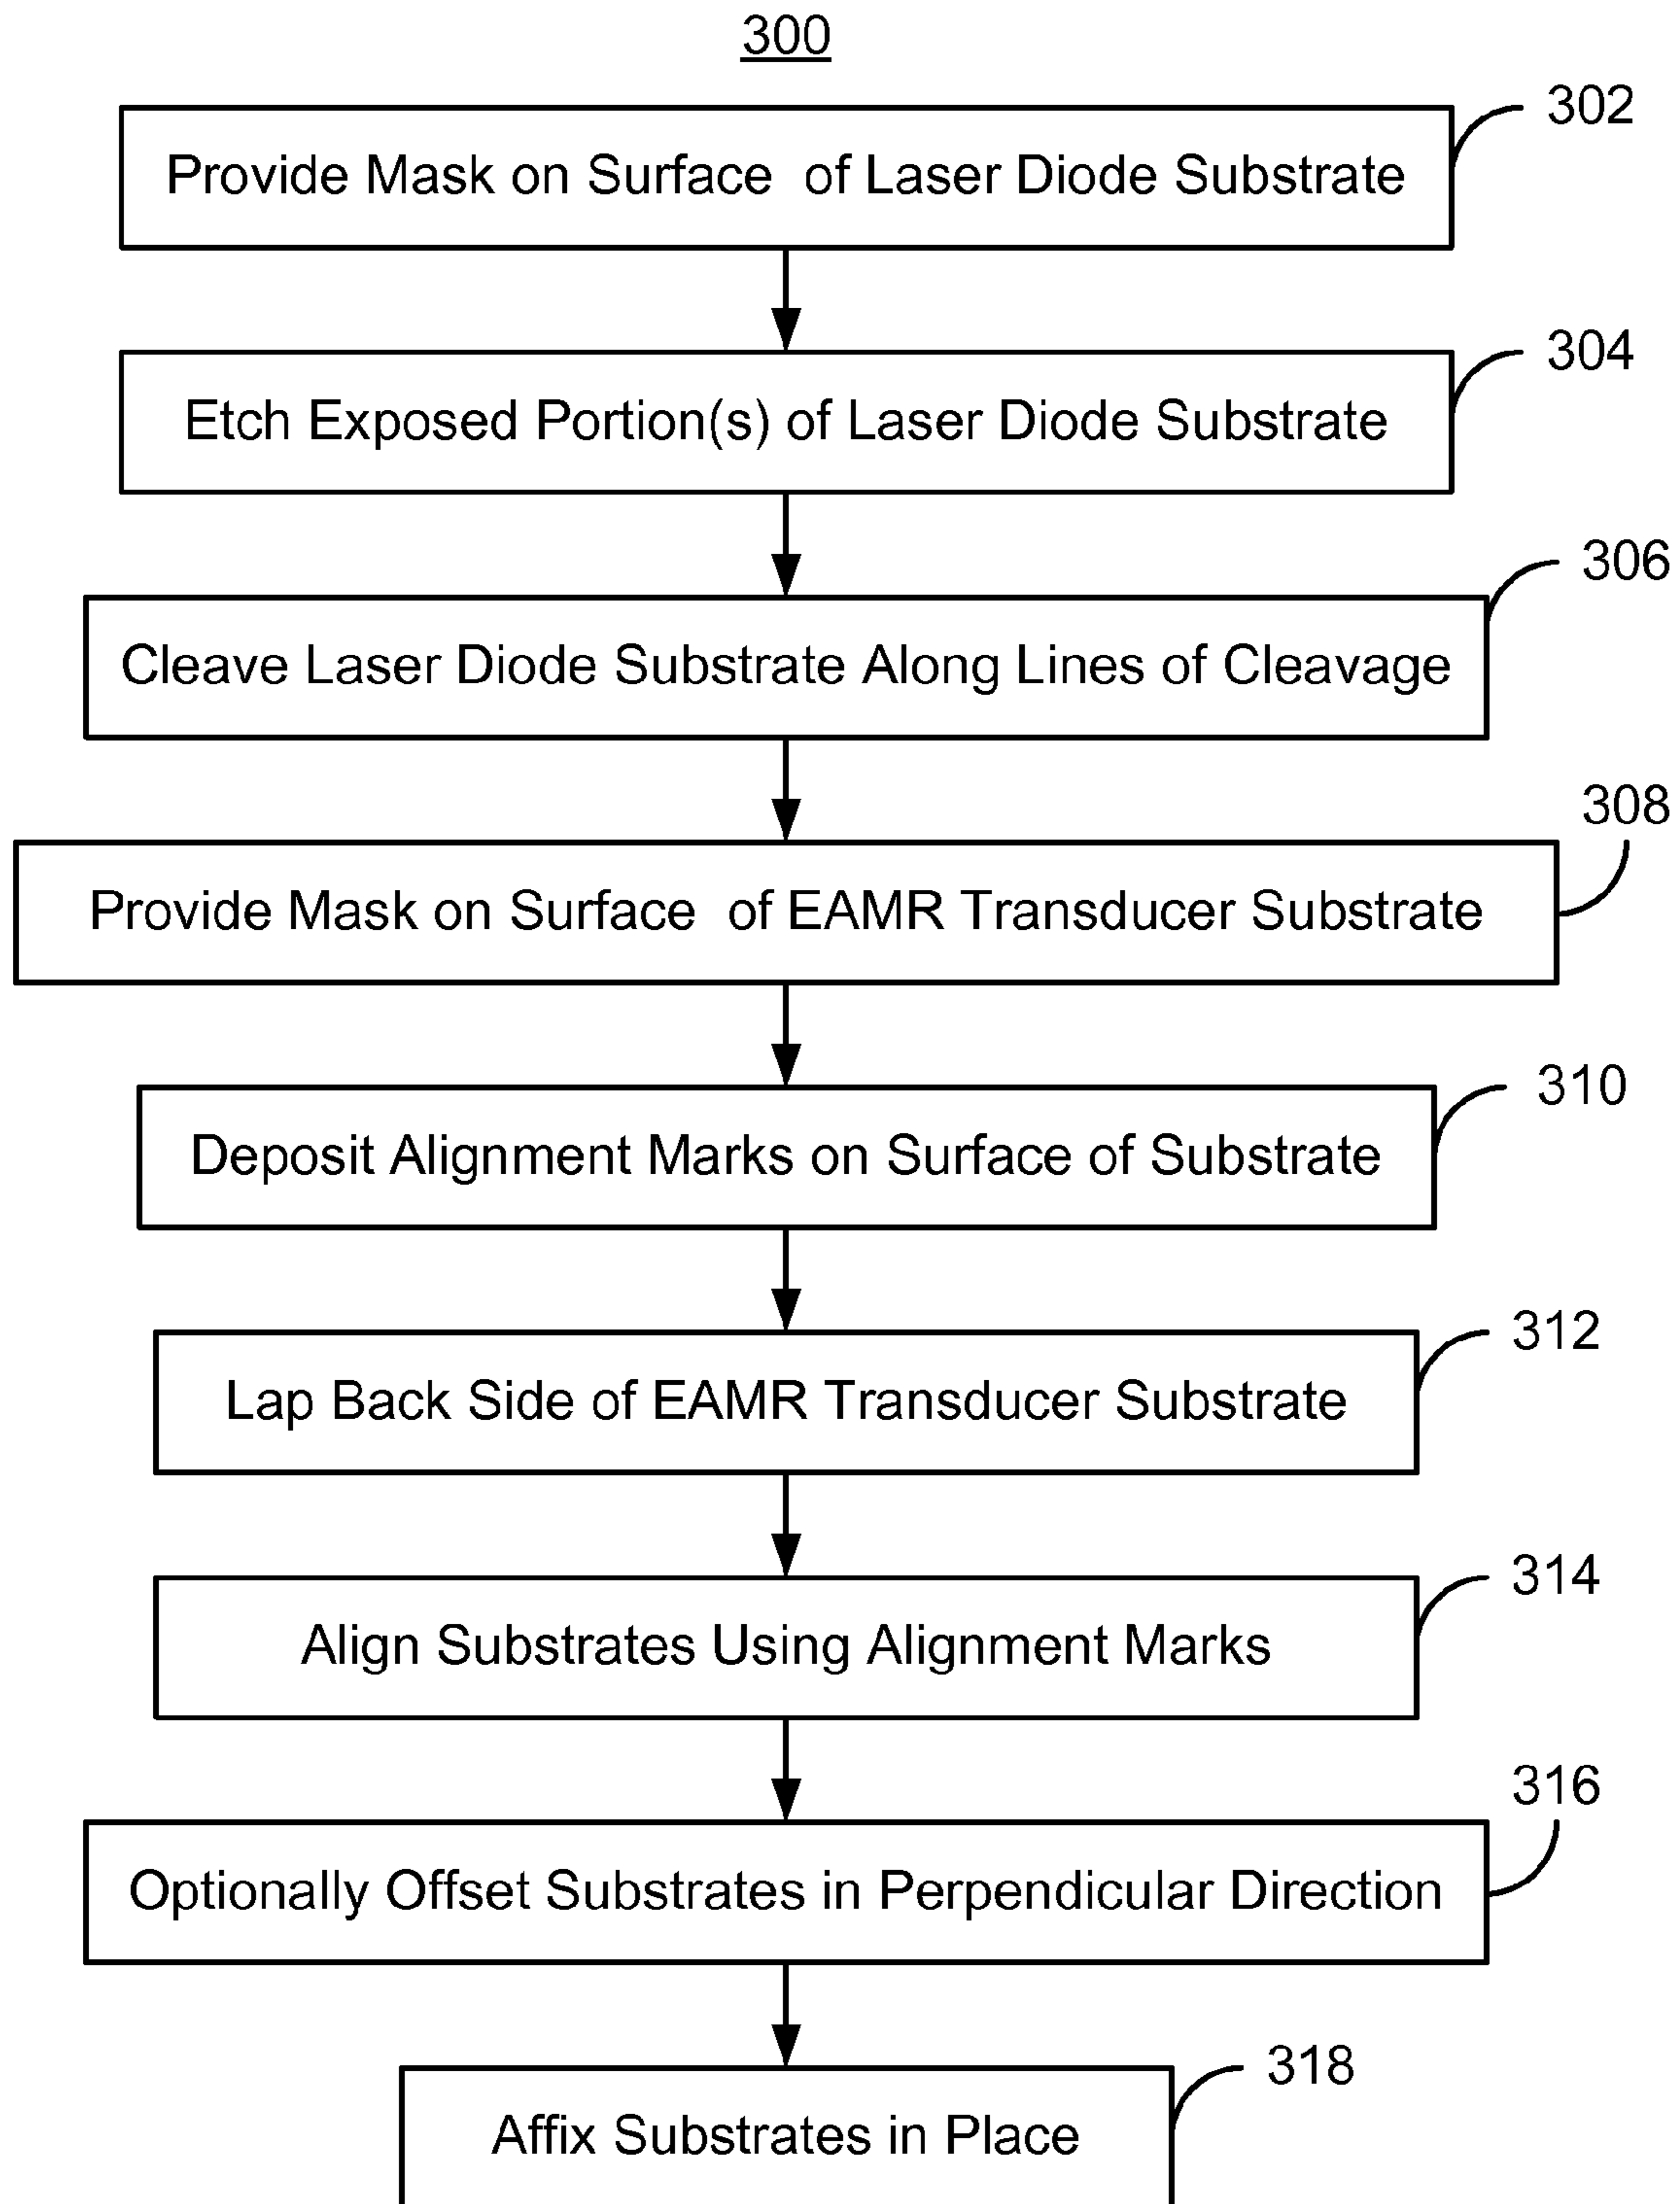 300
302
Provide Mask on Surface of Laser Diode Substrate
304
Etch Exposed Portion(s) of Laser Diode Substrate
306
Cleave Laser Diode Substrate Along Lines of Cleavage
308
Provide Mask on Surface of EAMR Transducer Substrate
310
Deposit Alignment Marks on Surface of Substrate
312
Lap Back Side of EAMR Transducer Substrate
314
Align Substrates Using Alignment Marks
316
Optionally Offset Substrates in Perpendicular Direction
318
Affix Substrates in Place